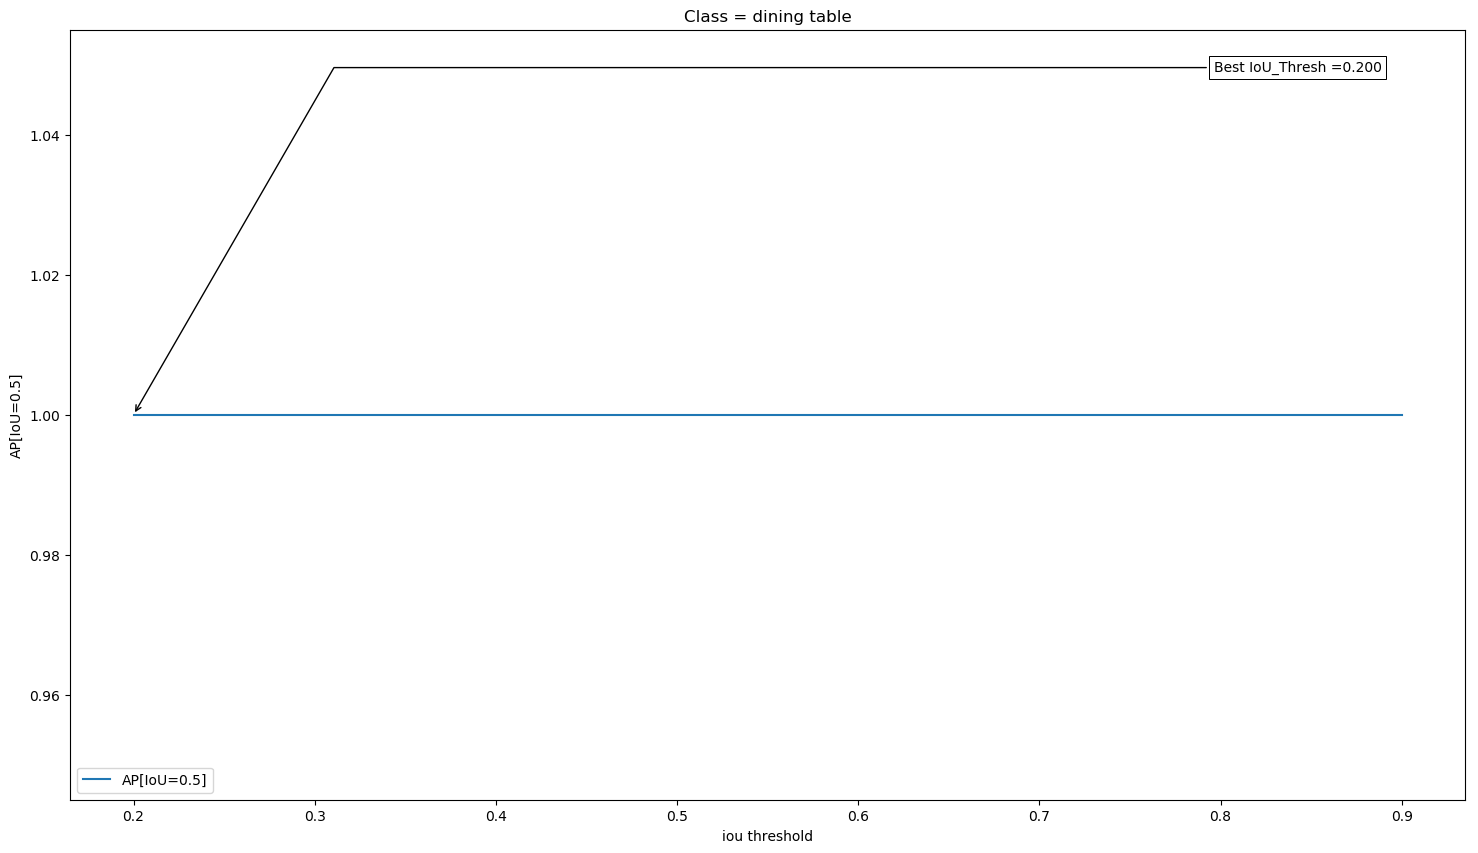 Class = dining table
Best IoU_Thresh =0.200
AP[IoU=0.5]
1.04
1.02
1.00
0.98
0.96
AP[IoU=0.5]
0.2 0.3 0.4 0.5 0.6 0.7 0.8 0.9
iou threshold